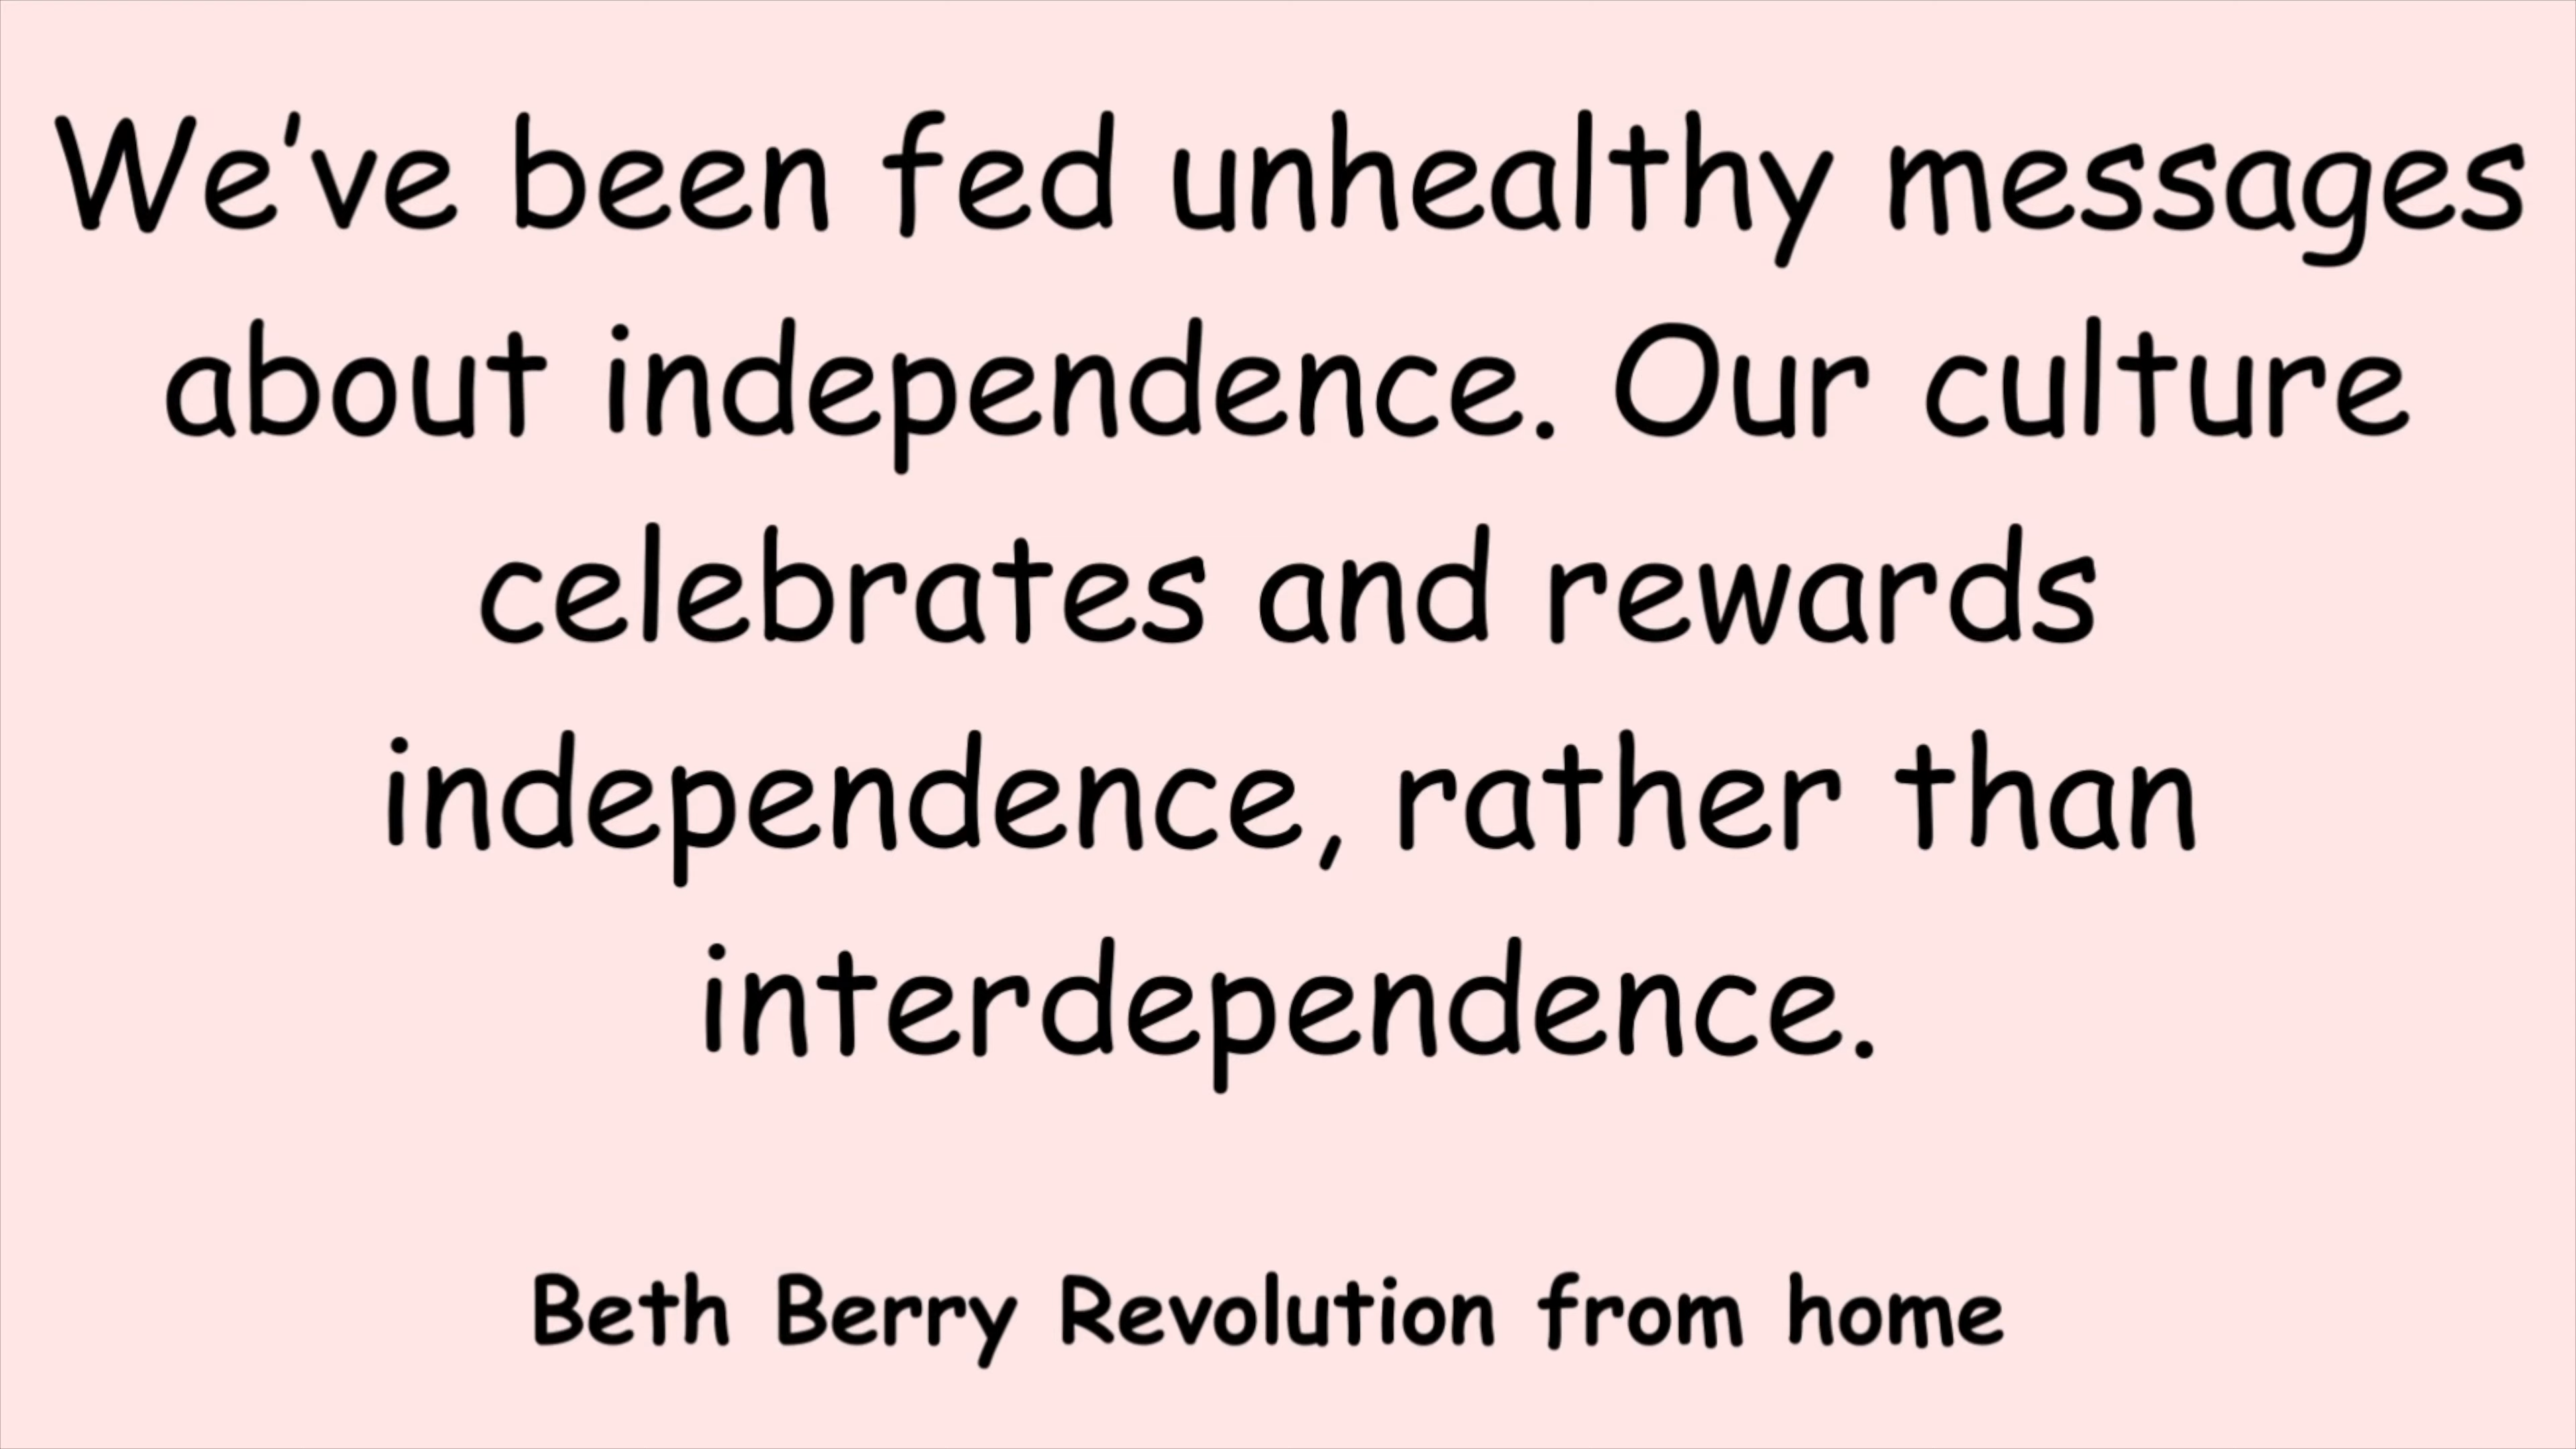 We've been fed unhealthy messages
about independence. Our culture
celebrates and rewards
independence, rather than
interdependence.
Beth Berry Revolution from home